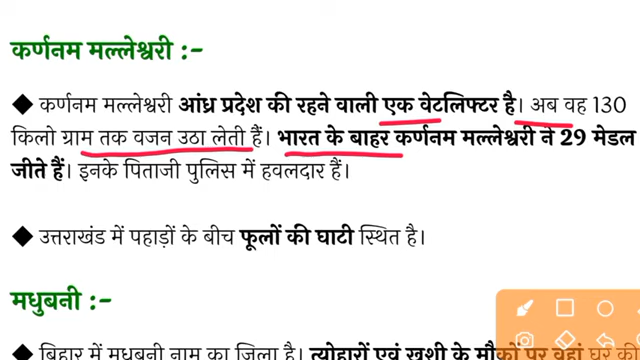 कर्णनम मल्लेश्वरी :-
◆ कर्णनम मल्लेश्वरी आंध्र प्रदेश की रहने वाली एक वेटलिफ्टर है। अब वह 130
किलो ग्राम तक वजन उठा लेती हैं। भारत के बाहर कर्णनम मल्लेश्वरी ने 29 मेडल
जीते हैं। इनके पिताजी पुलिस में हवलदार हैं।
◆ उत्तराखंड में पहाड़ों के बीच फूलों की घाटी स्थित है।
मधुबनी :-
◆ बिहार में मधुबनी नाम का जिला है। त्योहारों एवं खुशी के मौकों पर वहां घर की